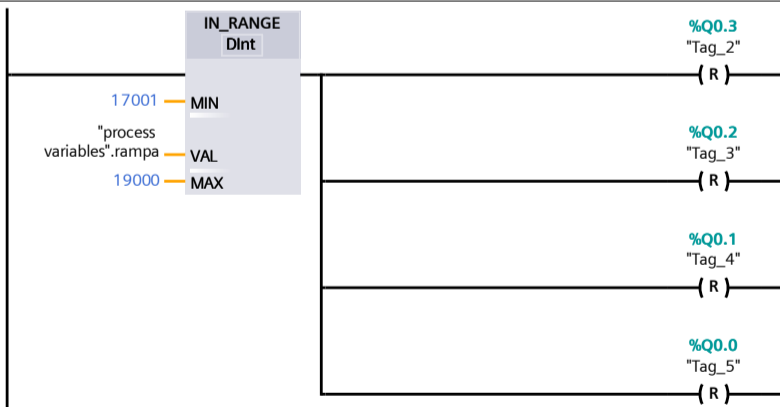 IN_RANGE
DInt
17001
MIN
"process
variables".rampa
VAL
19000
MAX
%Q0.3
"Tag_2"
R
%Q0.2
"Tag_3"
R
%Q0.1
"Tag_4"
R
%Q0.0
"Tag_5"
R